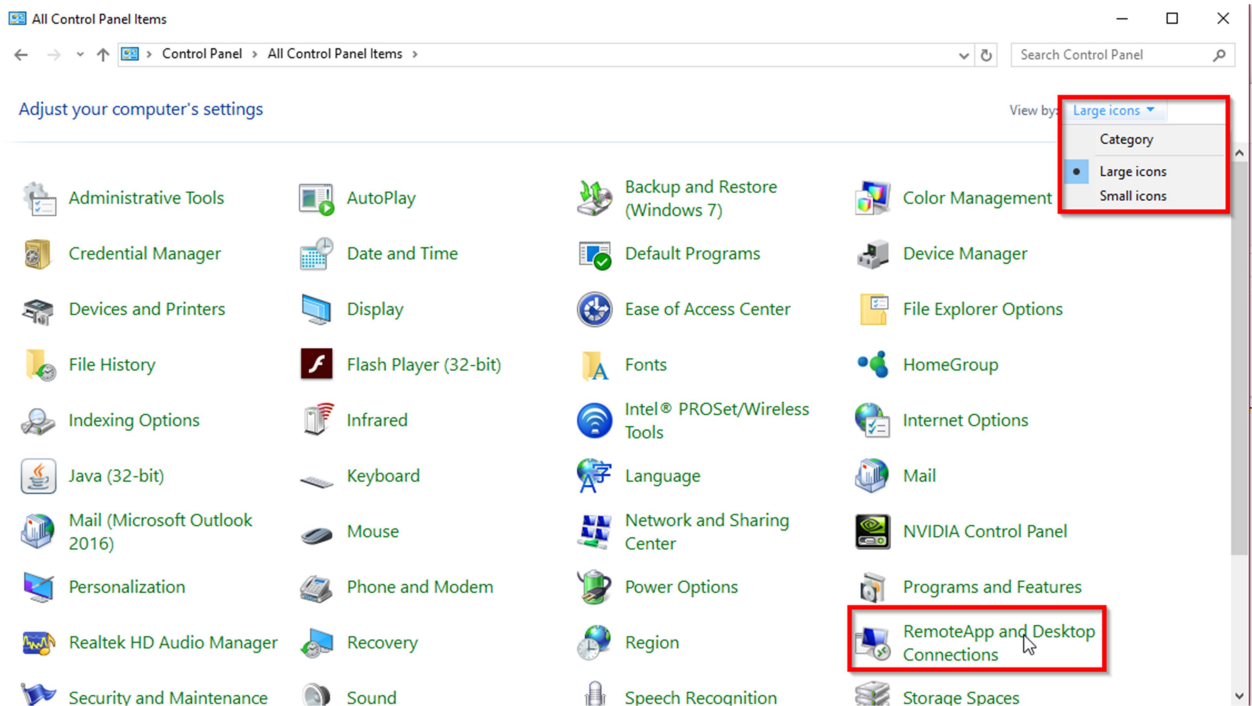 All Control Panel Items
Control Panel > All Control Panel Items >
Search Control Panel
Adjust your computer's settings
View by: Large icons
Category
Large icons
Small icons
Administrative Tools
AutoPlay
Backup and Restore
(Windows 7)
Color Management
Credential Manager
Date and Time
Default Programs
Device Manager
Devices and Printers
Display
Ease of Access Center
File Explorer Options
File History
Flash Player (32-bit)
Fonts
HomeGroup
Indexing Options
Infrared
Intel® PROSet/Wireless
Tools
Internet Options
Java (32-bit)
Keyboard
Language
Mail
Mail (Microsoft Outlook
2016)
Mouse
Network and Sharing
Center
NVIDIA Control Panel
Personalization
Phone and Modem
Power Options
Programs and Features
Realtek HD Audio Manager
Recovery
Region
RemoteApp and Desktop
Connections
Security and Maintenance
Sound
Speech Recognition
Storage Spaces